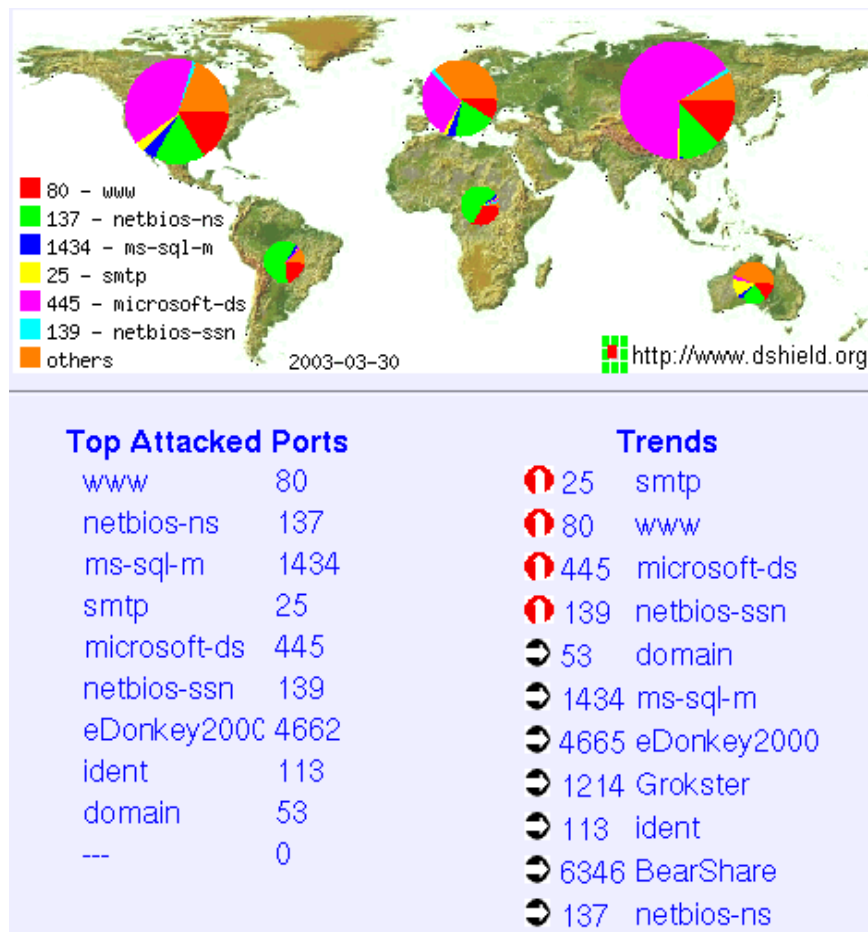 80 - www
137 - netbios-ns
1434 - ms-sql-m
25 - smtp
445 - microsoft-ds
139 - netbios-ssn
others
2003-03-30
http://www.dshield.org
Top Attacked Ports
www 80
netbios-ns 137
ms-sql-m 1434
smtp 25
microsoft-ds 445
netbios-ssn 139
eDonkey2000 4662
ident 113
domain 53
--- 0
Trends
25 smtp
80 www
445 microsoft-ds
139 netbios-ssn
53 domain
1434 ms-sql-m
4665 eDonkey2000
1214 Grokster
113 ident
6346 BearShare
137 netbios-ns